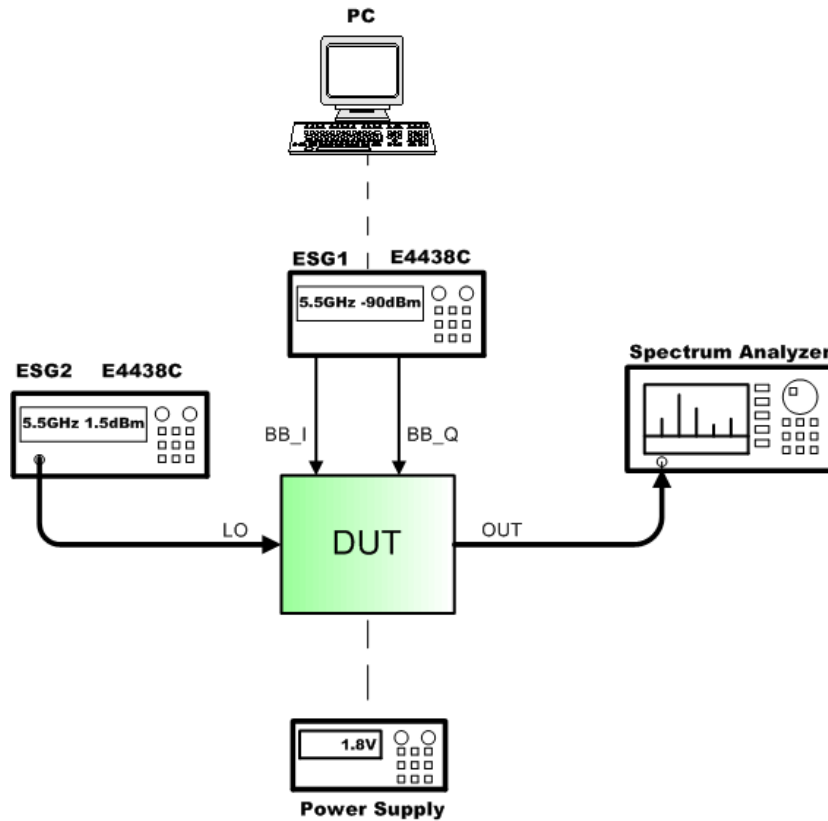 PC
ESG1 E4438C
5.5GHz -90dBm
Spectrum Analyzer
ESG2 E4438C
5.5GHz 1.5dBm
BB_I BB_Q
LO
DUT
OUT
1.8V
Power Supply